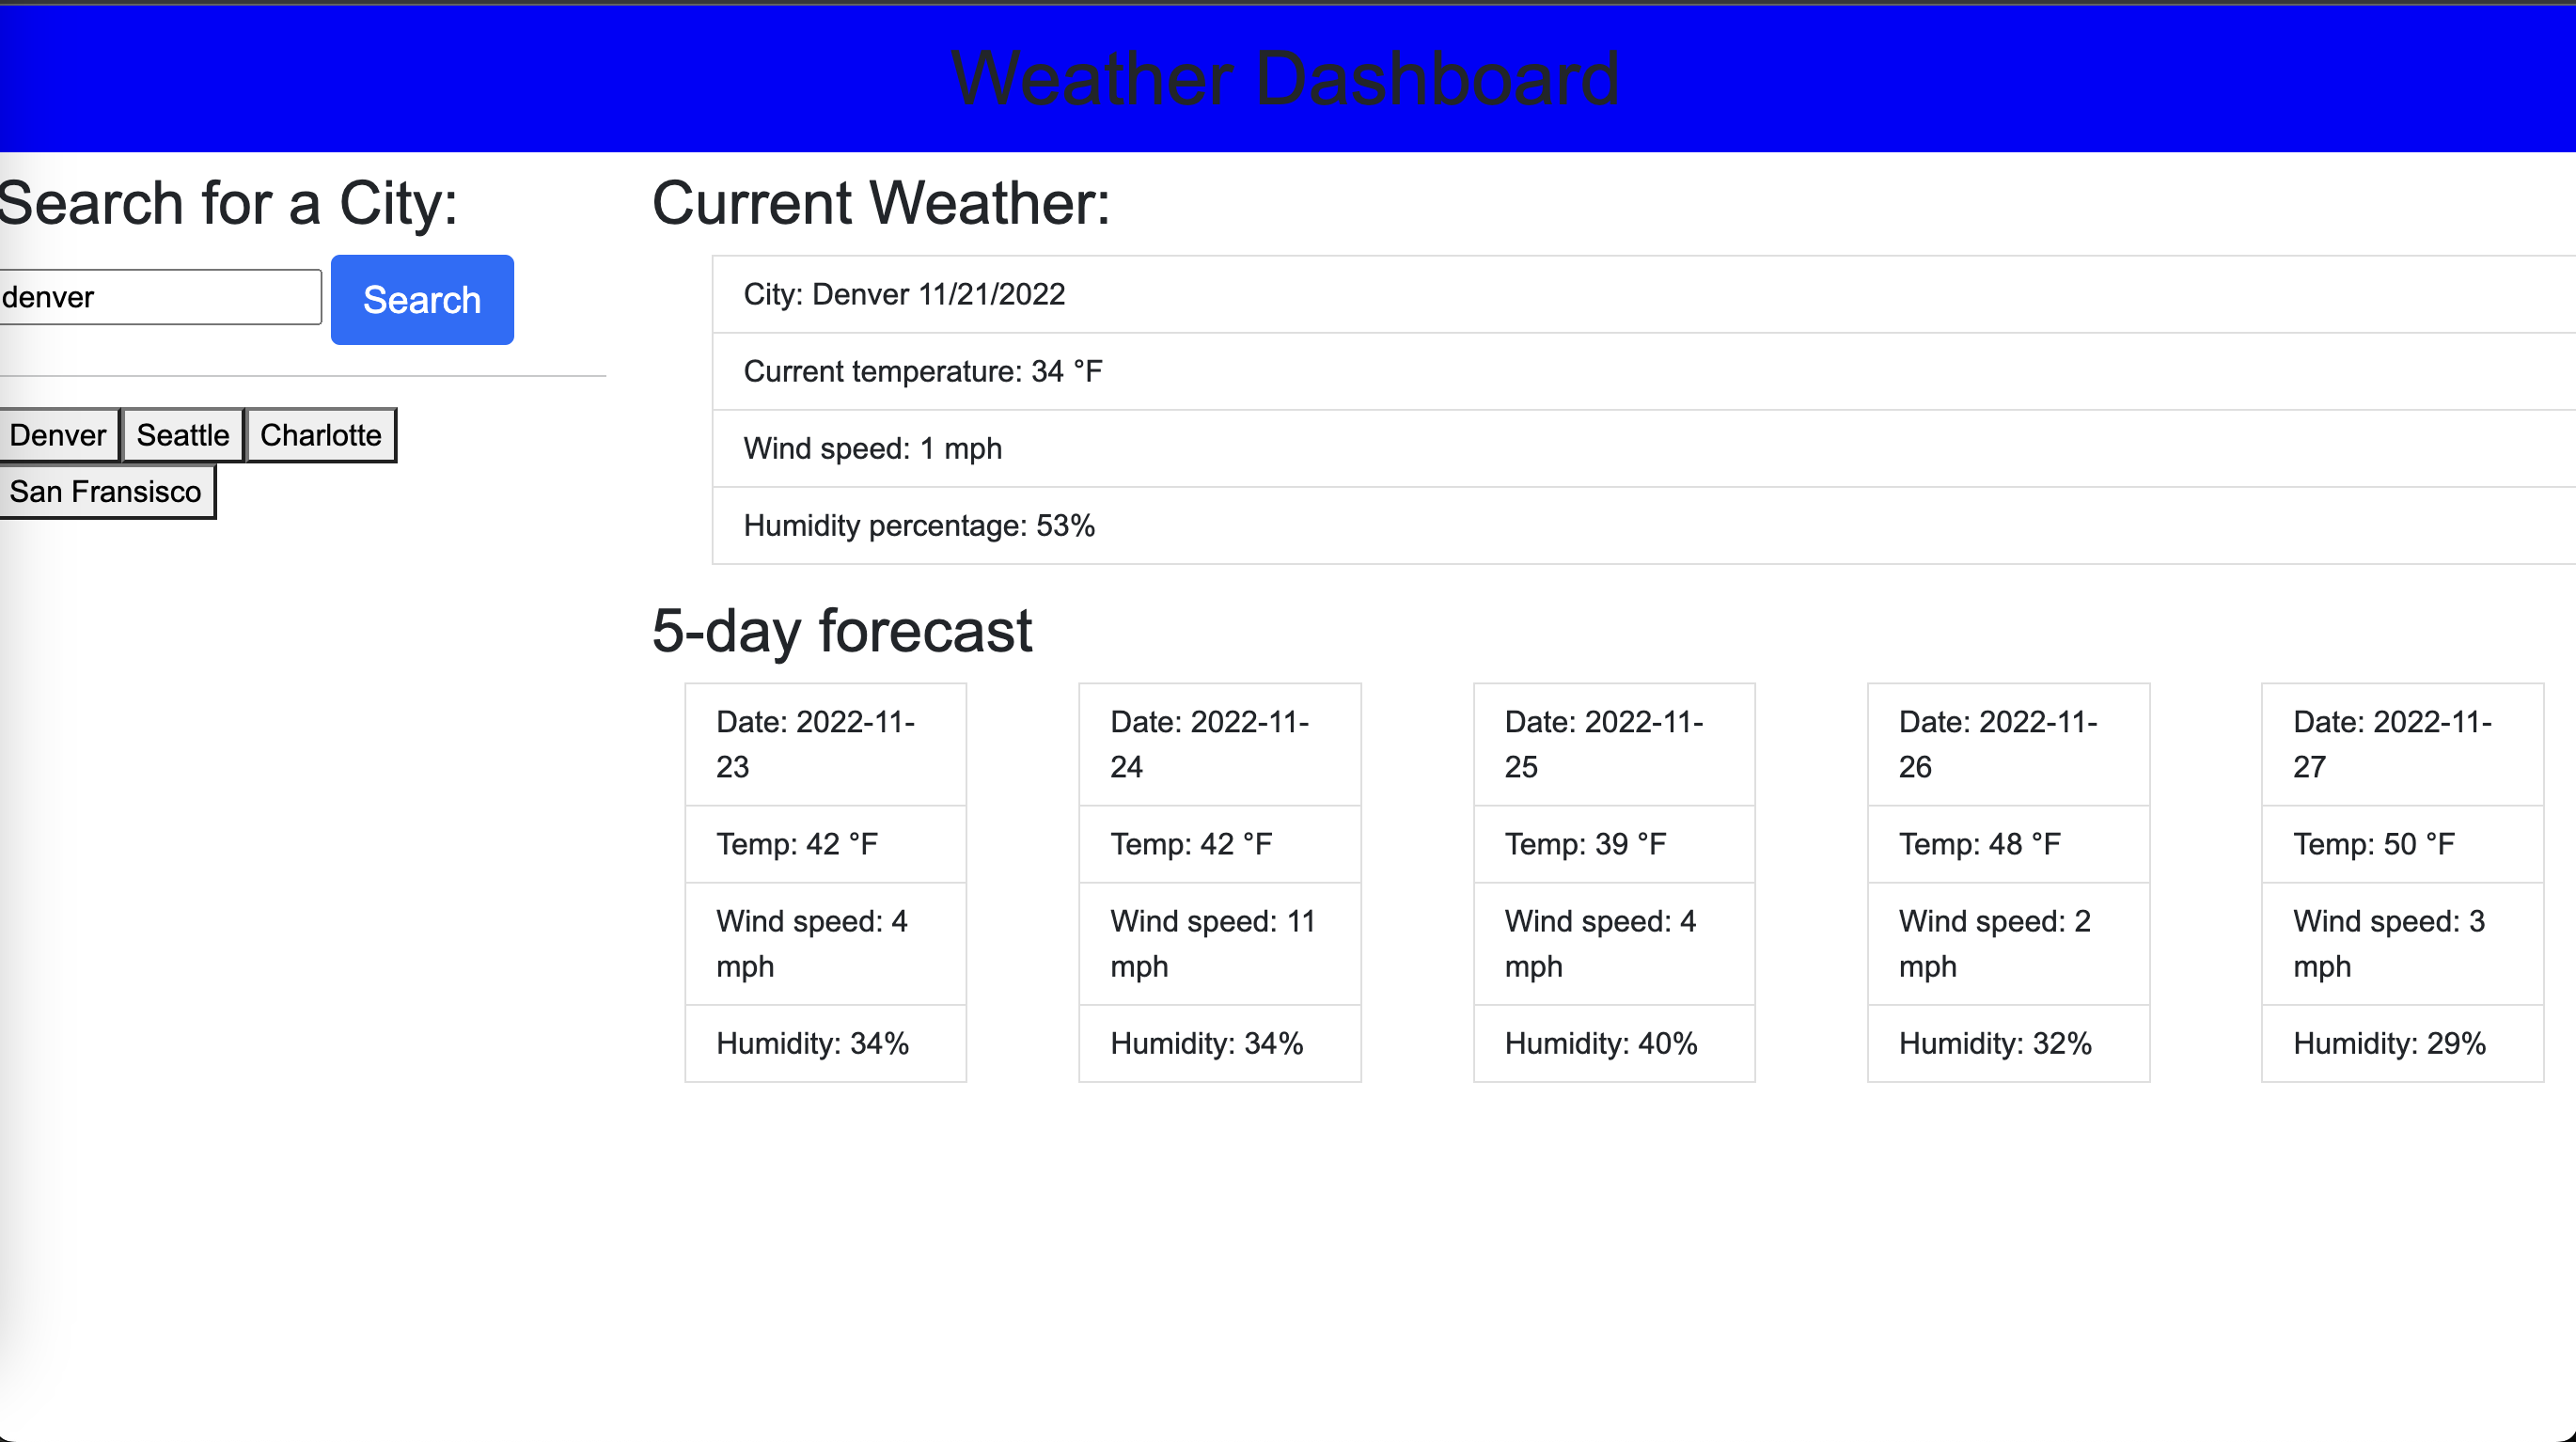 Weather Dashboard
Search for a City:
denver
Search
Denver
Seattle
Charlotte
San Fransisco
Current Weather:
City: Denver 11/21/2022
Current temperature: 34 °F
Wind speed: 1 mph
Humidity percentage: 53%
5-day forecast
Date: 2022-11-
23
Temp: 42 °F
Wind speed: 4
mph
Humidity: 34%
Date: 2022-11-
24
Temp: 42 °F
Wind speed: 11
mph
Humidity: 34%
Date: 2022-11-
25
Temp: 39 °F
Wind speed: 4
mph
Humidity: 40%
Date: 2022-11-
26
Temp: 48 °F
Wind speed: 2
mph
Humidity: 32%
Date: 2022-11-
27
Temp: 50 °F
Wind speed: 3
mph
Humidity: 29%